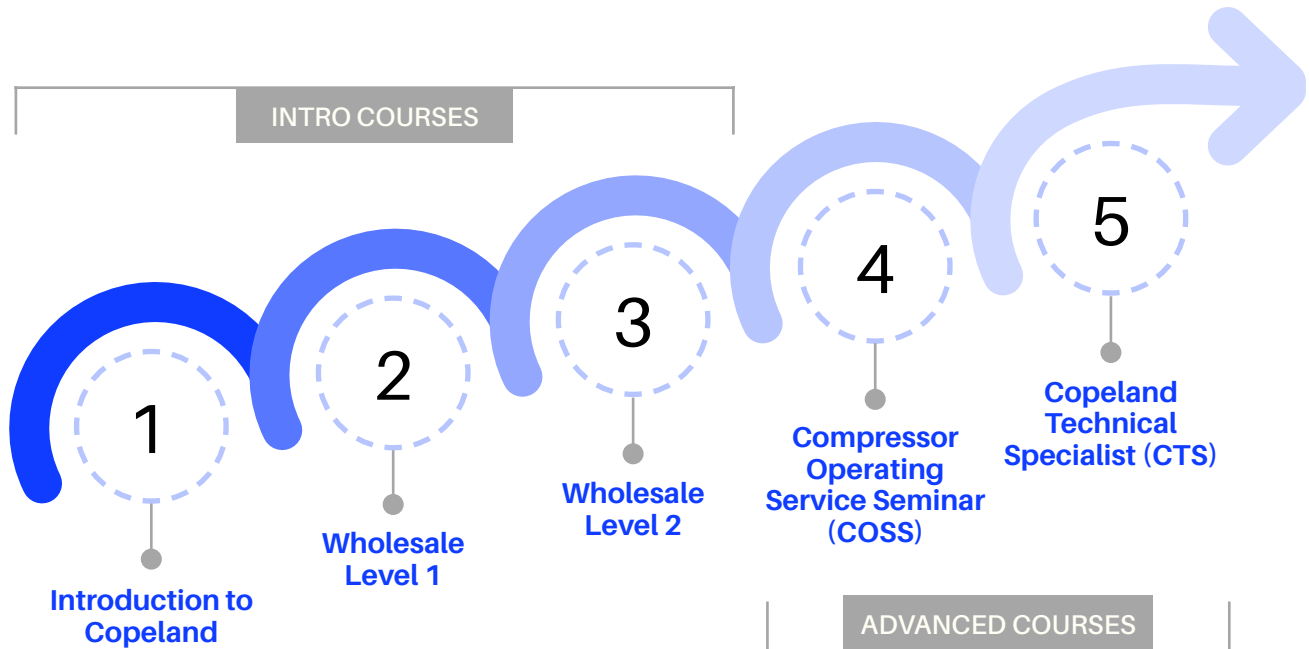 INTRO COURSES
1
Introduction to
Copeland
2
Wholesale
Level 1
3
Wholesale
Level 2
4
Compressor
Operating
Service Seminar
(COSS)
5
Copeland
Technical
Specialist (CTS)
ADVANCED COURSES